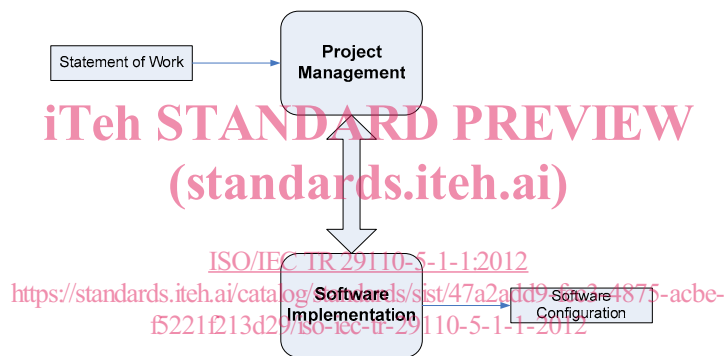 Statement of Work
Project
Management
iTeh STANDARD PREVIEW
(standards.iteh.ai)
ISO/IEC TR 29110-5-1-1:2012
https://standards.iteh.ai/catalog/standards/sist/47a2add9-fec3-4875-acbe-
f5221f213d29/iso-iec-tr-29110-5-1-1-2012
Software
Implementation
Software
Configuration